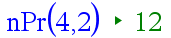 nPr(4,2) ▸ 12